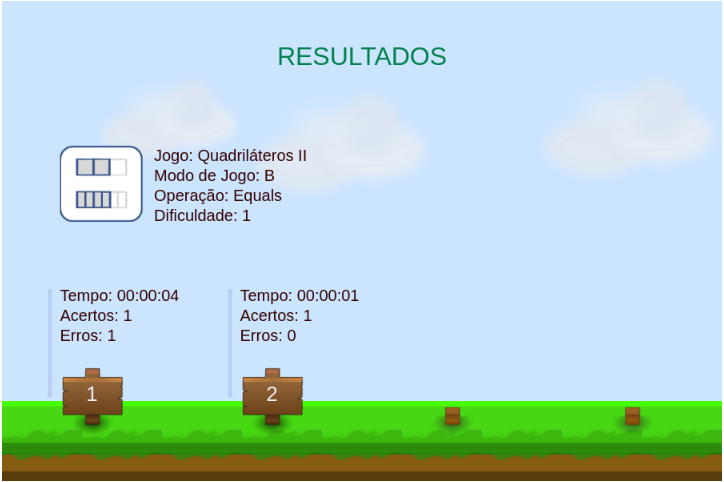 RESULTADOS
Jogo: Quadriláteros II
Modo de Jogo: B
Operação: Equals
Dificuldade: 1
Tempo: 00:00:04
Acertos: 1
Erros: 1
Tempo: 00:00:01
Acertos: 1
Erros: 0
1
2